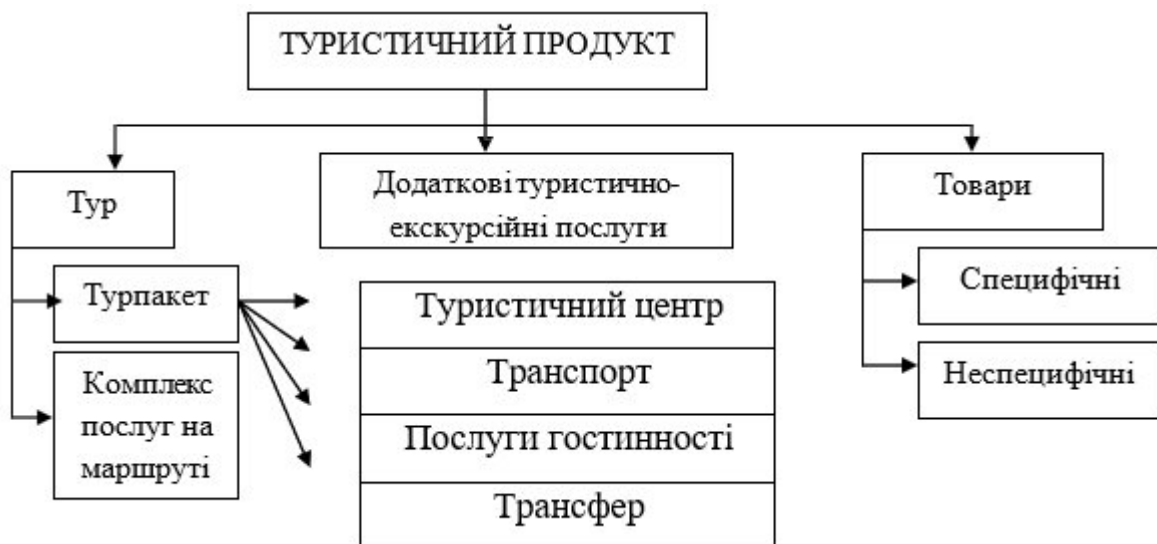 ТУРИСТИЧНИЙ ПРОДУКТ
Тур
Додаткові туристично-
екскурсійні послуги
Товари
Турпакет
Комплекс
послуг на
маршруті
Туристичний центр
Транспорт
Послуги гостинності
Трансфер
Специфічні
Неспецифічні